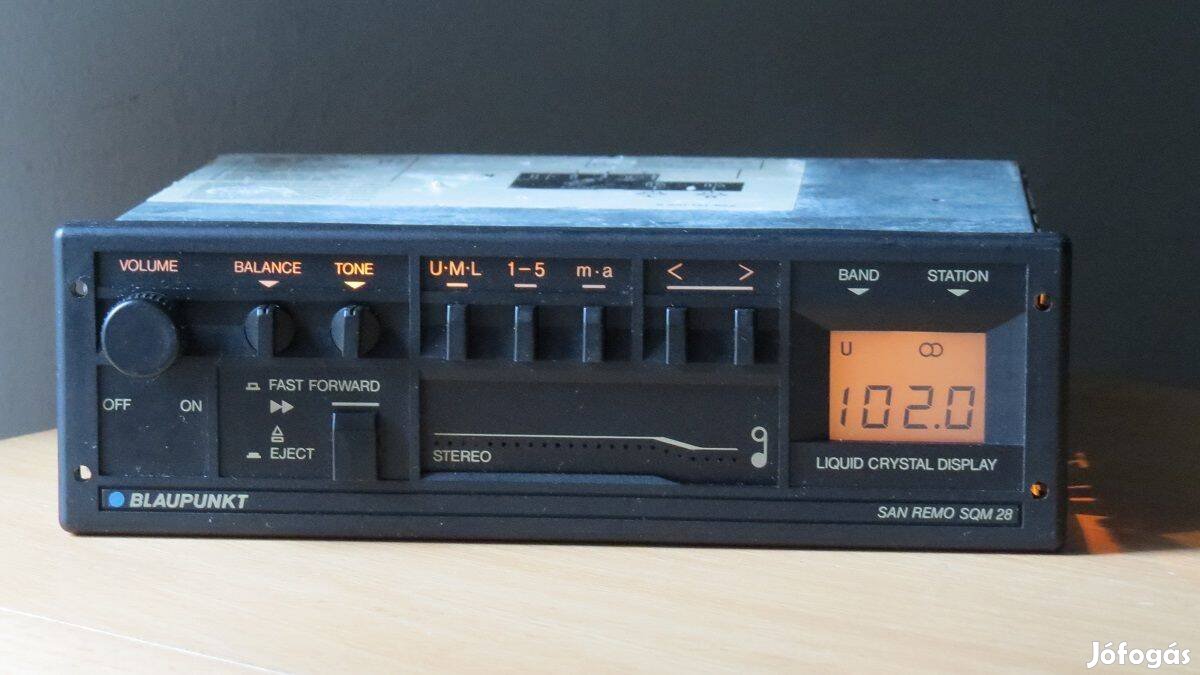 VOLUME BALANCE TONE U·M·L 1–5 m·a < > BAND STATION
U
102.0
OFF ON
FAST FORWARD
EJECT
STEREO
LIQUID CRYSTAL DISPLAY
BLAUPUNKT
SAN REMO SQM 28
Jófogás